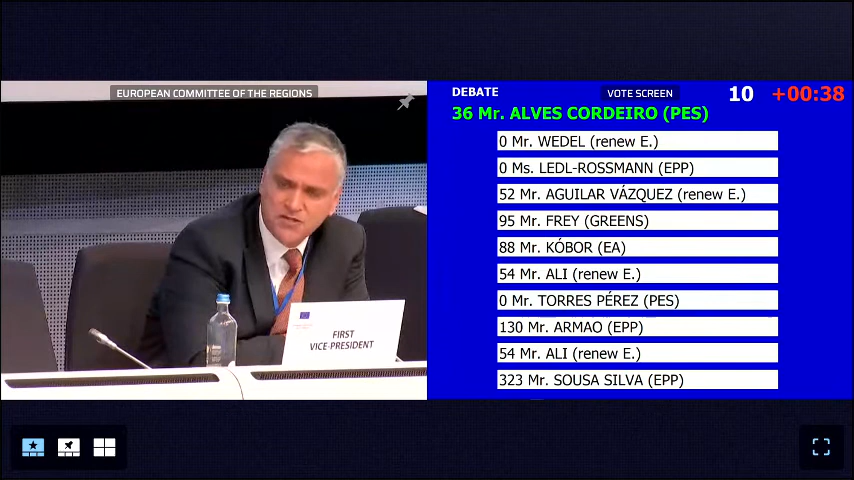 EUROPEAN COMMITTEE OF THE REGIONS
FIRST
VICE-PRESIDENT
DEBATE
VOTE SCREEN
10 +00:38
36 Mr. ALVES CORDEIRO (PES)
0 Mr. WEDEL (renew E.)
0 Ms. LEDL-ROSSMANN (EPP)
52 Mr. AGUILAR VÁZQUEZ (renew E.)
95 Mr. FREY (GREENS)
88 Mr. KÓBOR (EA)
54 Mr. ALI (renew E.)
0 Mr. TORRES PÉREZ (PES)
130 Mr. ARMAO (EPP)
54 Mr. ALI (renew E.)
323 Mr. SOUSA SILVA (EPP)